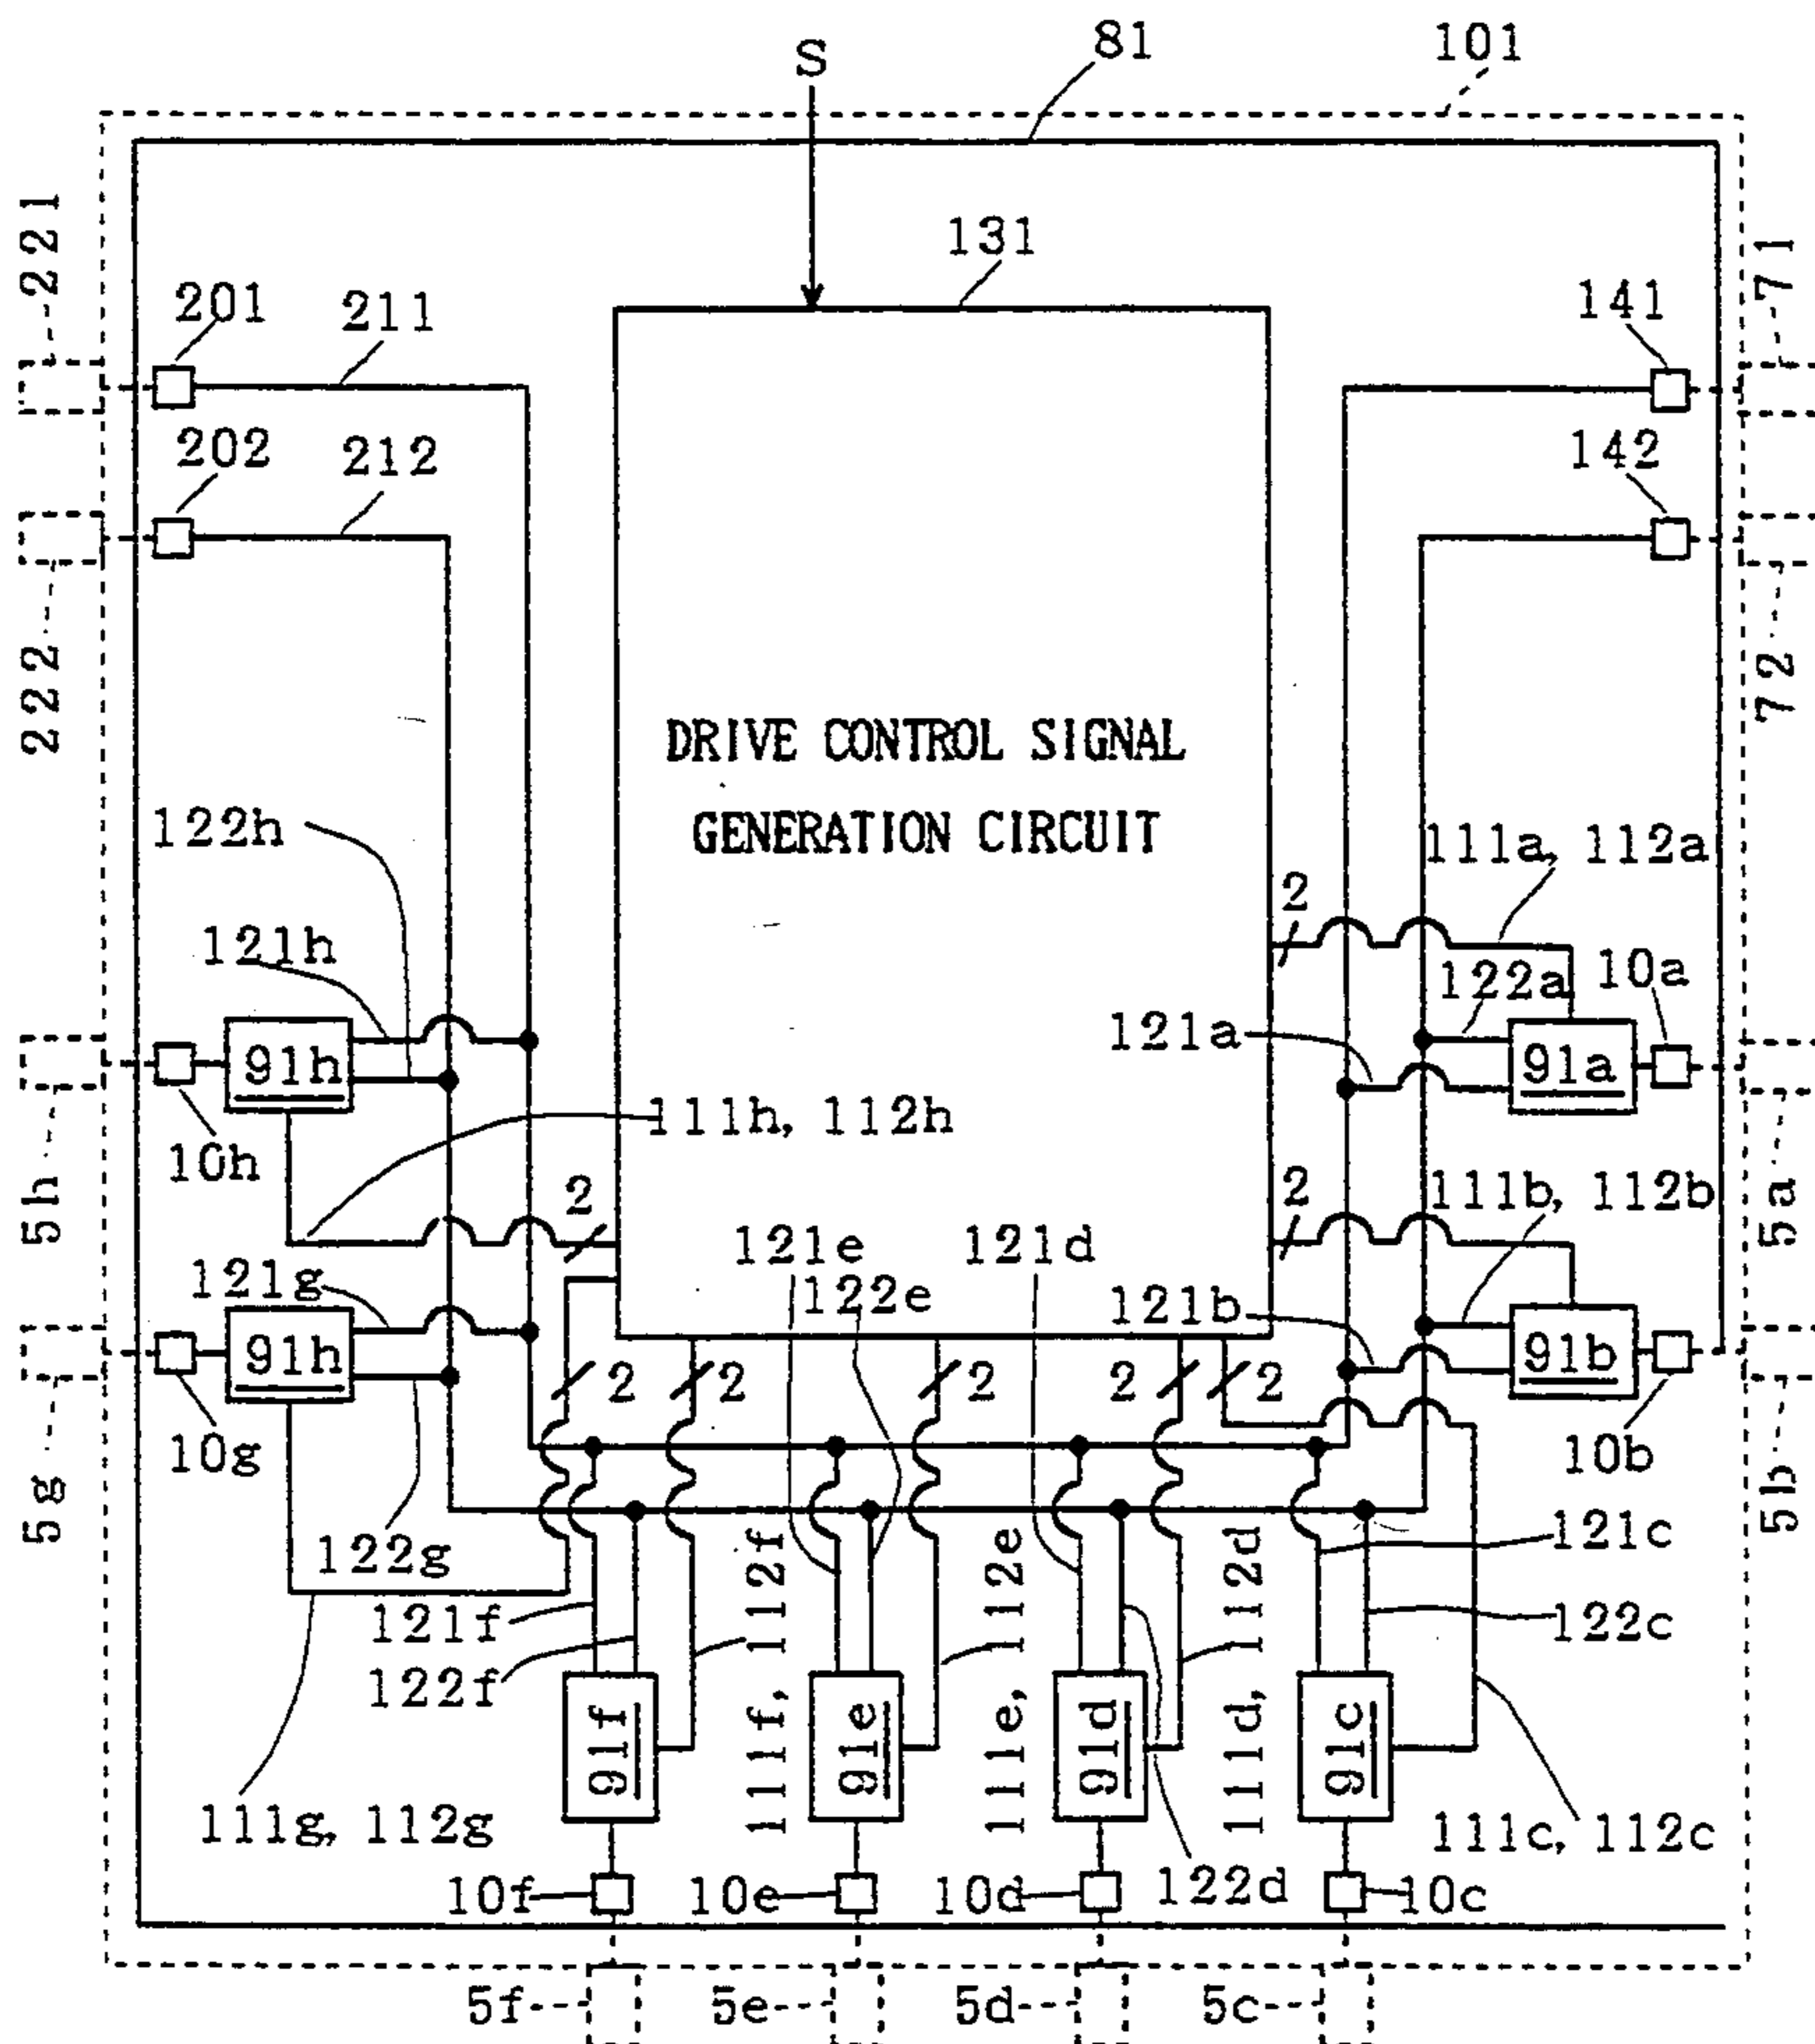 S
81
101
221
131
71
201
211
141
202
212
142
222
72
DRIVE CONTROL SIGNAL
GENERATION CIRCUIT
122h
111a, 112a
2
121h
122a
10a
121a
91h
91a
111h, 112h
10h
5h
2
2
111b, 112b
5a
121e
121d
121g
122e
121b
91h
91b
2
2
2
2
2
10g
10b
5g
5b
122g
121c
121f
122c
122f
111f, 112f
111e, 112e
111d, 112d
91f
91e
91d
91c
111g, 112g
111c, 112c
122d
10f
10e
10d
10c
5f
5e
5d
5c